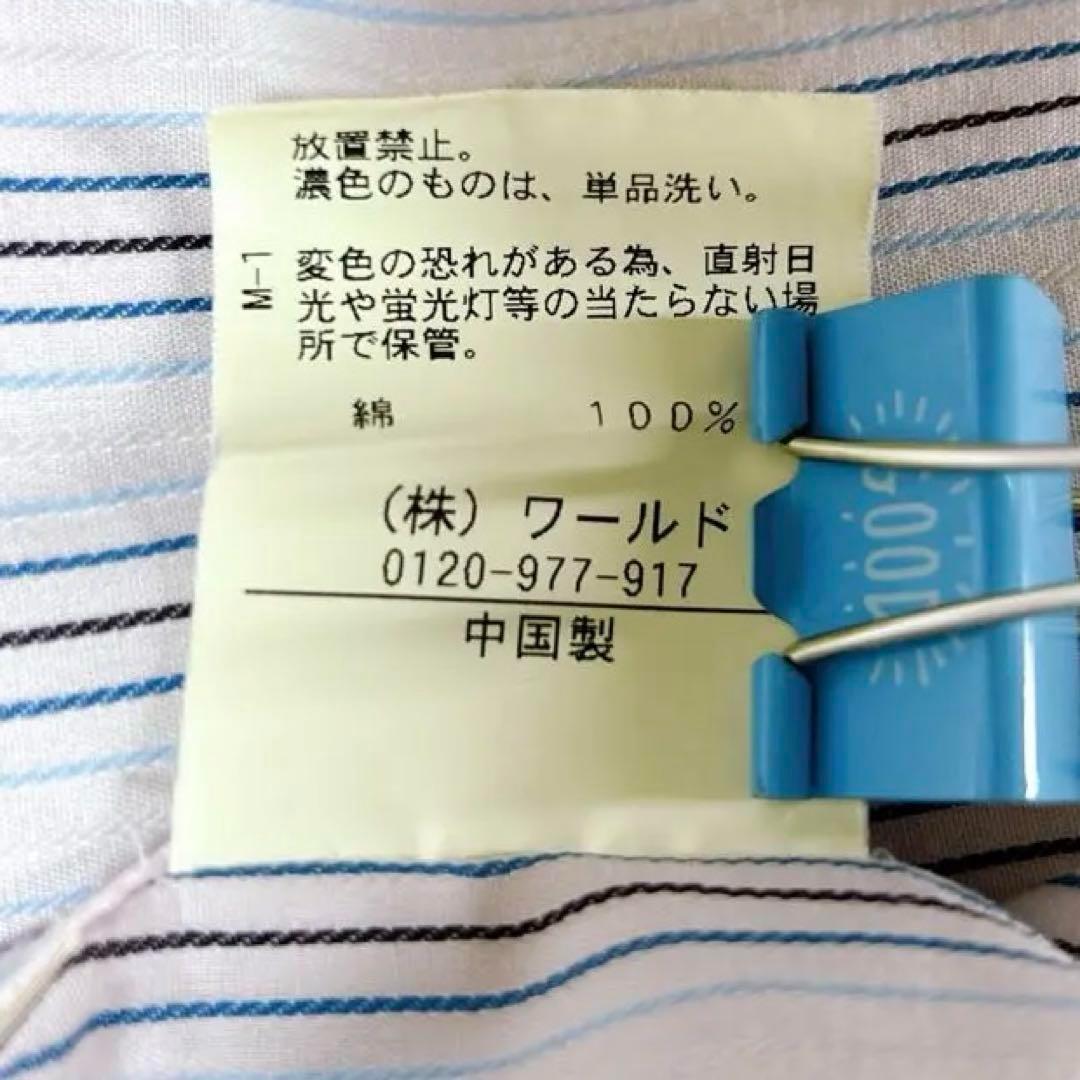 放置禁止。
濃色のものは、単品洗い。
M-1
変色の恐れがある為、直射日
光や蛍光灯等の当たらない場
所で保管。
綿 100%
(株) ワールド
0120-977-917
中国製
100%